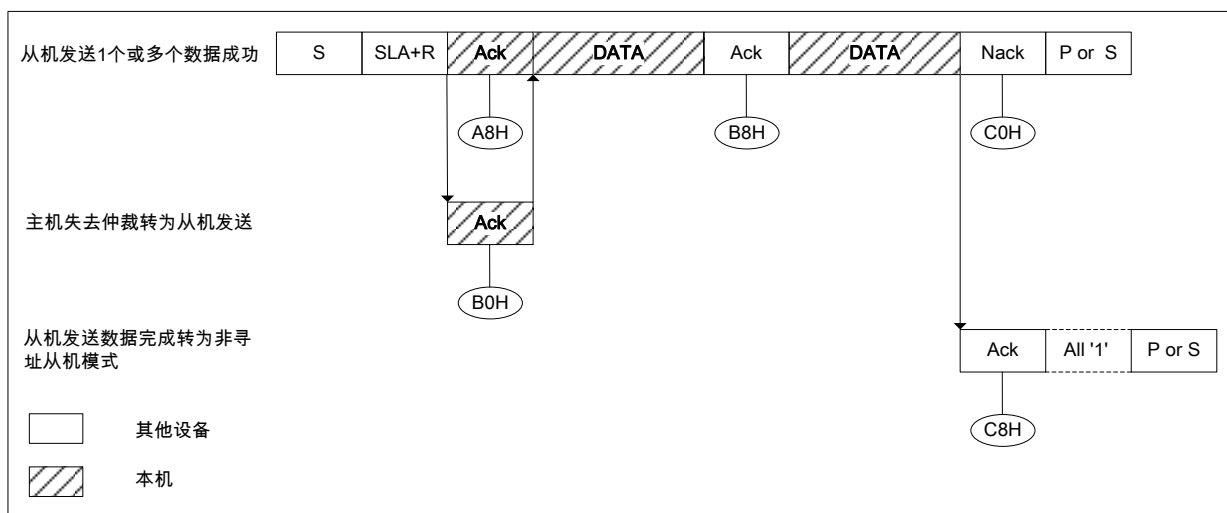 从机发送1个或多个数据成功 S SLA+R Ack DATA Ack DATA Nack P or S
A8H B8H C0H
主机失去仲裁转为从机发送 Ack
B0H
从机发送数据完成转为非寻
址从机模式
Ack All '1' P or S
C8H
其他设备
本机